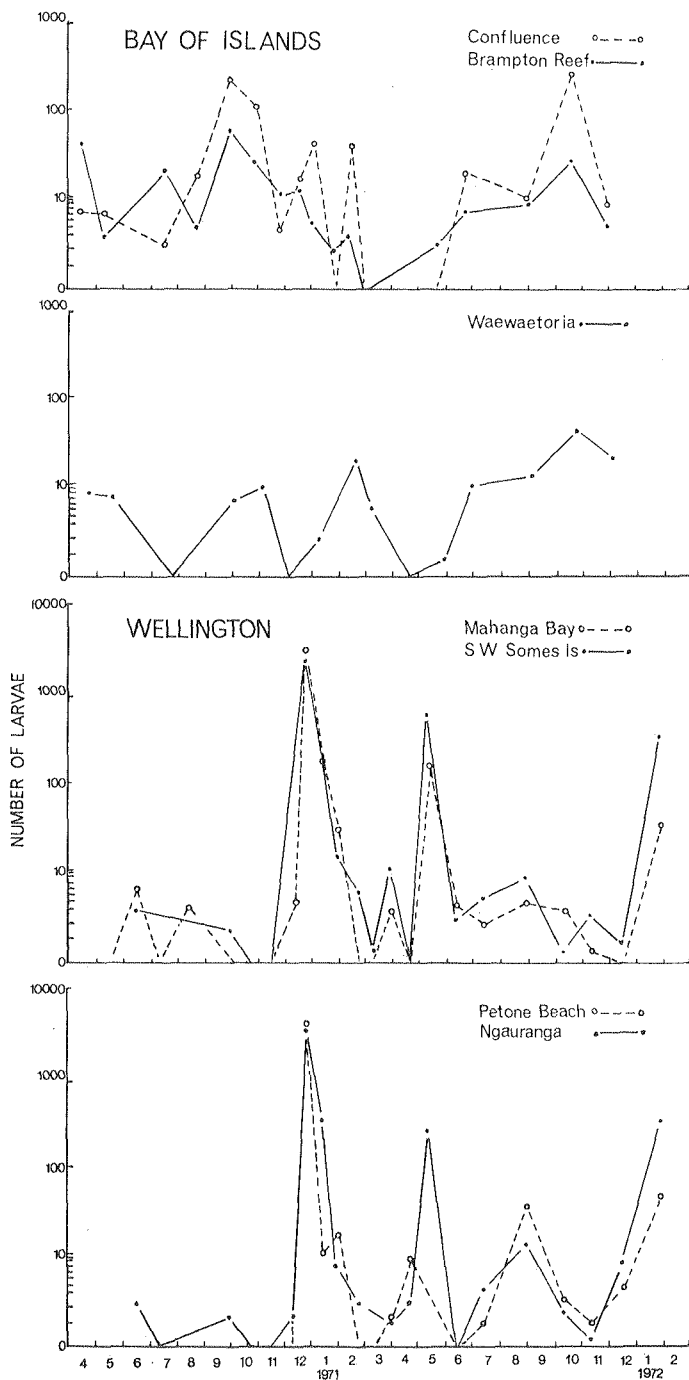 1000
BAY OF ISLANDS
Confluence
Brampton Reef
100
10
0
1000
Waewaetoria
100
10
0
10000
WELLINGTON
Mahanga Bay
S W Somes Is
1000
100
10
0
NUMBER OF LARVAE
10000
Petone Beach
Ngauranga
1000
100
10
0
4 5 6 7 8 9 10 11 12 1 2 3 4 5 6 7 8 9 10 11 12 1 2
1971 1972